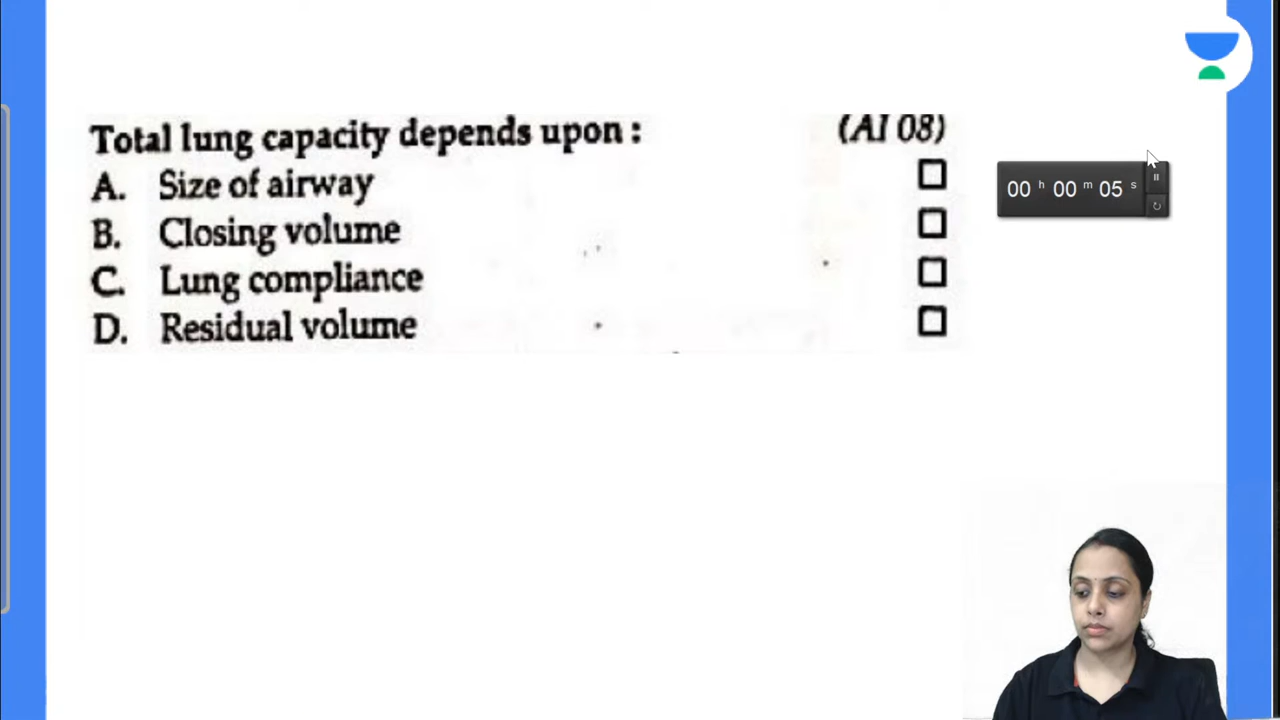 Total lung capacity depends upon : (AI 08)
A. Size of airway
B. Closing volume
C. Lung compliance
D. Residual volume
00 h 00 m 05 s